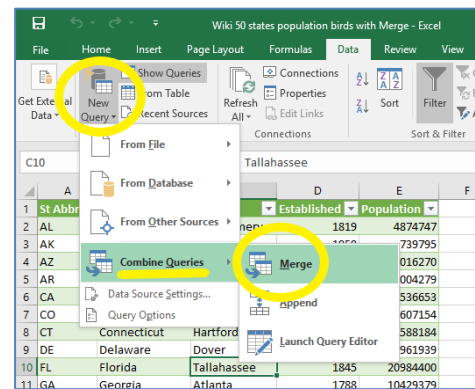 Wiki 50 states population birds with Merge - Excel
File Home Insert Page Layout Formulas Data Review View
Get External Data
New Query
Show Queries
From Table
Recent Sources
Refresh All
Connections
Properties
Edit Links
Connections
Sort
Filter
Sort & Filter
C10 Tallahassee
From File
From Database
From Other Sources
Combine Queries
Data Source Settings...
Query Options
Merge
Append
Launch Query Editor
A D E F
1 St Abbr Established Population
2 AL 1819 4874747
3 AK 739795
4 AZ 016270
5 AR 004279
6 CA 536653
7 CO 607154
8 CT Connecticut Hartford 588184
9 DE Delaware Dover 961939
10 FL Florida Tallahassee 1845 20984400
11 GA Georgia Atlanta 1788 10429379